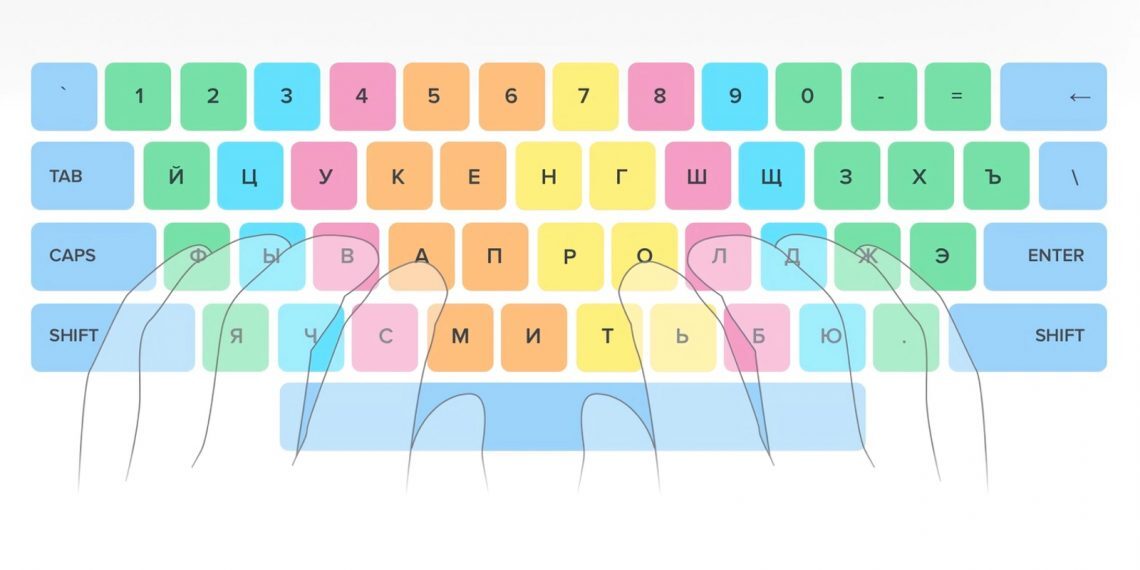 ` 1 2 3 4 5 6 7 8 9 0 - = ←
TAB Й Ц У К Е Н Г Ш Щ З Х Ъ \
CAPS Ф Ы В А П Р О Л Д Ж Э ENTER
SHIFT Я Ч С М И Т Ь Б Ю . SHIFT